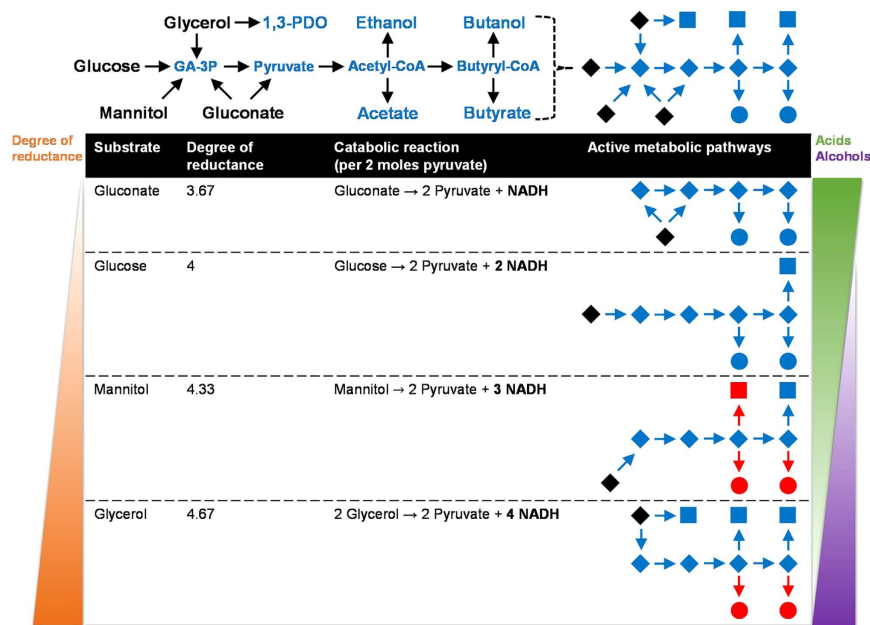 Glycerol 1,3-PDO Ethanol Butanol
Glucose GA-3P Pyruvate Acetyl-CoA Butyryl-CoA
Mannitol Gluconate Acetate Butyrate
Degree of
reductance
Substrate Degree of
reductance
Catabolic reaction
(per 2 moles pyruvate)
Active metabolic pathways
Acids
Alcohols
Gluconate 3.67 Gluconate → 2 Pyruvate + NADH
Glucose 4 Glucose → 2 Pyruvate + 2 NADH
Mannitol 4.33 Mannitol → 2 Pyruvate + 3 NADH
Glycerol 4.67 2 Glycerol → 2 Pyruvate + 4 NADH